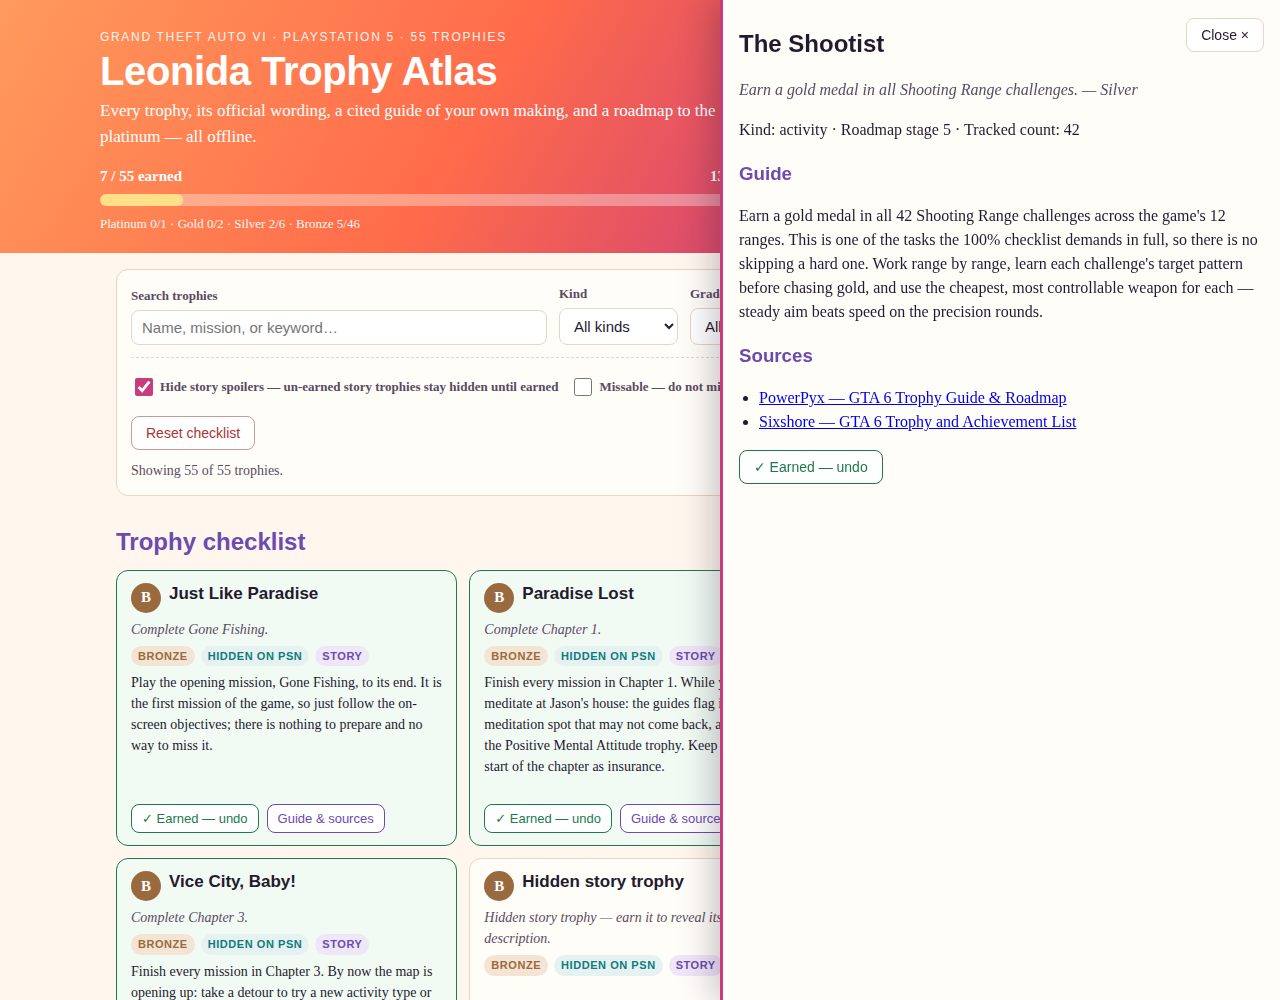 GRAND THEFT AUTO VI · PLAYSTATION 5 · 55 TROPHIES
Leonida Trophy Atlas
Every trophy, its official wording, a cited guide of your own making, and a roadmap to the
platinum — all offline.
7 / 55 earned
Platinum 0/1 · Gold 0/2 · Silver 2/6 · Bronze 5/46
Search trophies
Kind
Name, mission, or keyword…
All kinds
Hide story spoilers — un-earned story trophies stay hidden until earned
Missable — do not
Reset checklist
Showing 55 of 55 trophies.
Trophy checklist
B Just Like Paradise
Complete Gone Fishing.
BRONZE HIDDEN ON PSN STORY
Play the opening mission, Gone Fishing, to its end. It is
the first mission of the game, so just follow the on-
screen objectives; there is nothing to prepare and no
way to miss it.
✓ Earned — undo
Guide & sources
B Paradise Lost
Complete Chapter 1.
BRONZE HIDDEN ON PSN STORY
Finish every mission in Chapter 1. While
meditate at Jason's house: the guides flag
meditation spot that may not come back,
the Positive Mental Attitude trophy. Keep
start of the chapter as insurance.
✓ Earned — undo
Guide & source
B Vice City, Baby!
Complete Chapter 3.
BRONZE HIDDEN ON PSN STORY
Finish every mission in Chapter 3. By now the map is
opening up: take a detour to try a new activity type or
B Hidden story trophy
Hidden story trophy — earn it to reveal its
description.
BRONZE HIDDEN ON PSN STORY
Close ×
The Shootist
Earn a gold medal in all Shooting Range challenges. — Silver
Kind: activity · Roadmap stage 5 · Tracked count: 42
Guide
Earn a gold medal in all 42 Shooting Range challenges across the game's 12
ranges. This is one of the tasks the 100% checklist demands in full, so there is no
skipping a hard one. Work range by range, learn each challenge's target pattern
before chasing gold, and use the cheapest, most controllable weapon for each —
steady aim beats speed on the precision rounds.
Sources
PowerPyx — GTA 6 Trophy Guide & Roadmap
Sixshore — GTA 6 Trophy and Achievement List
✓ Earned — undo